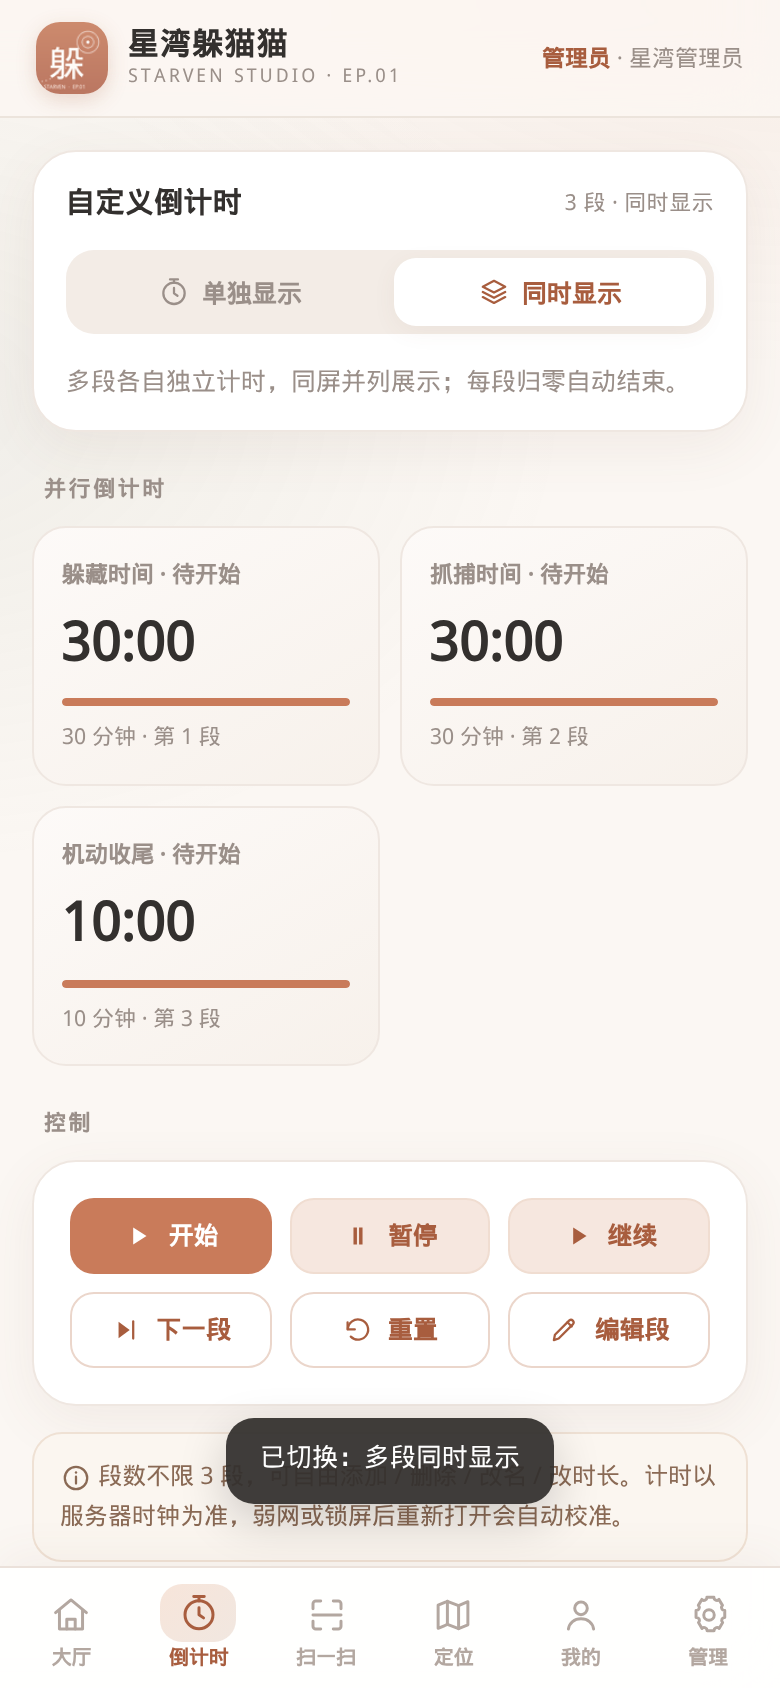 躲
星湾躲猫猫
STARVEN STUDIO · EP.01
管理员 · 星湾管理员
自定义倒计时
3 段 · 同时显示
单独显示
同时显示
多段各自独立计时，同屏并列展示；每段归零自动结束。
并行倒计时
躲藏时间 · 待开始
30:00
30 分钟 · 第 1 段
抓捕时间 · 待开始
30:00
30 分钟 · 第 2 段
机动收尾 · 待开始
10:00
10 分钟 · 第 3 段
控制
开始
暂停
继续
下一段
重置
编辑段
已切换：多段同时显示
段数不限 3 段，可自由添加 / 删除 / 改名 / 改时长。计时以
服务器时钟为准，弱网或锁屏后重新打开会自动校准。
大厅
倒计时
扫一扫
定位
我的
管理